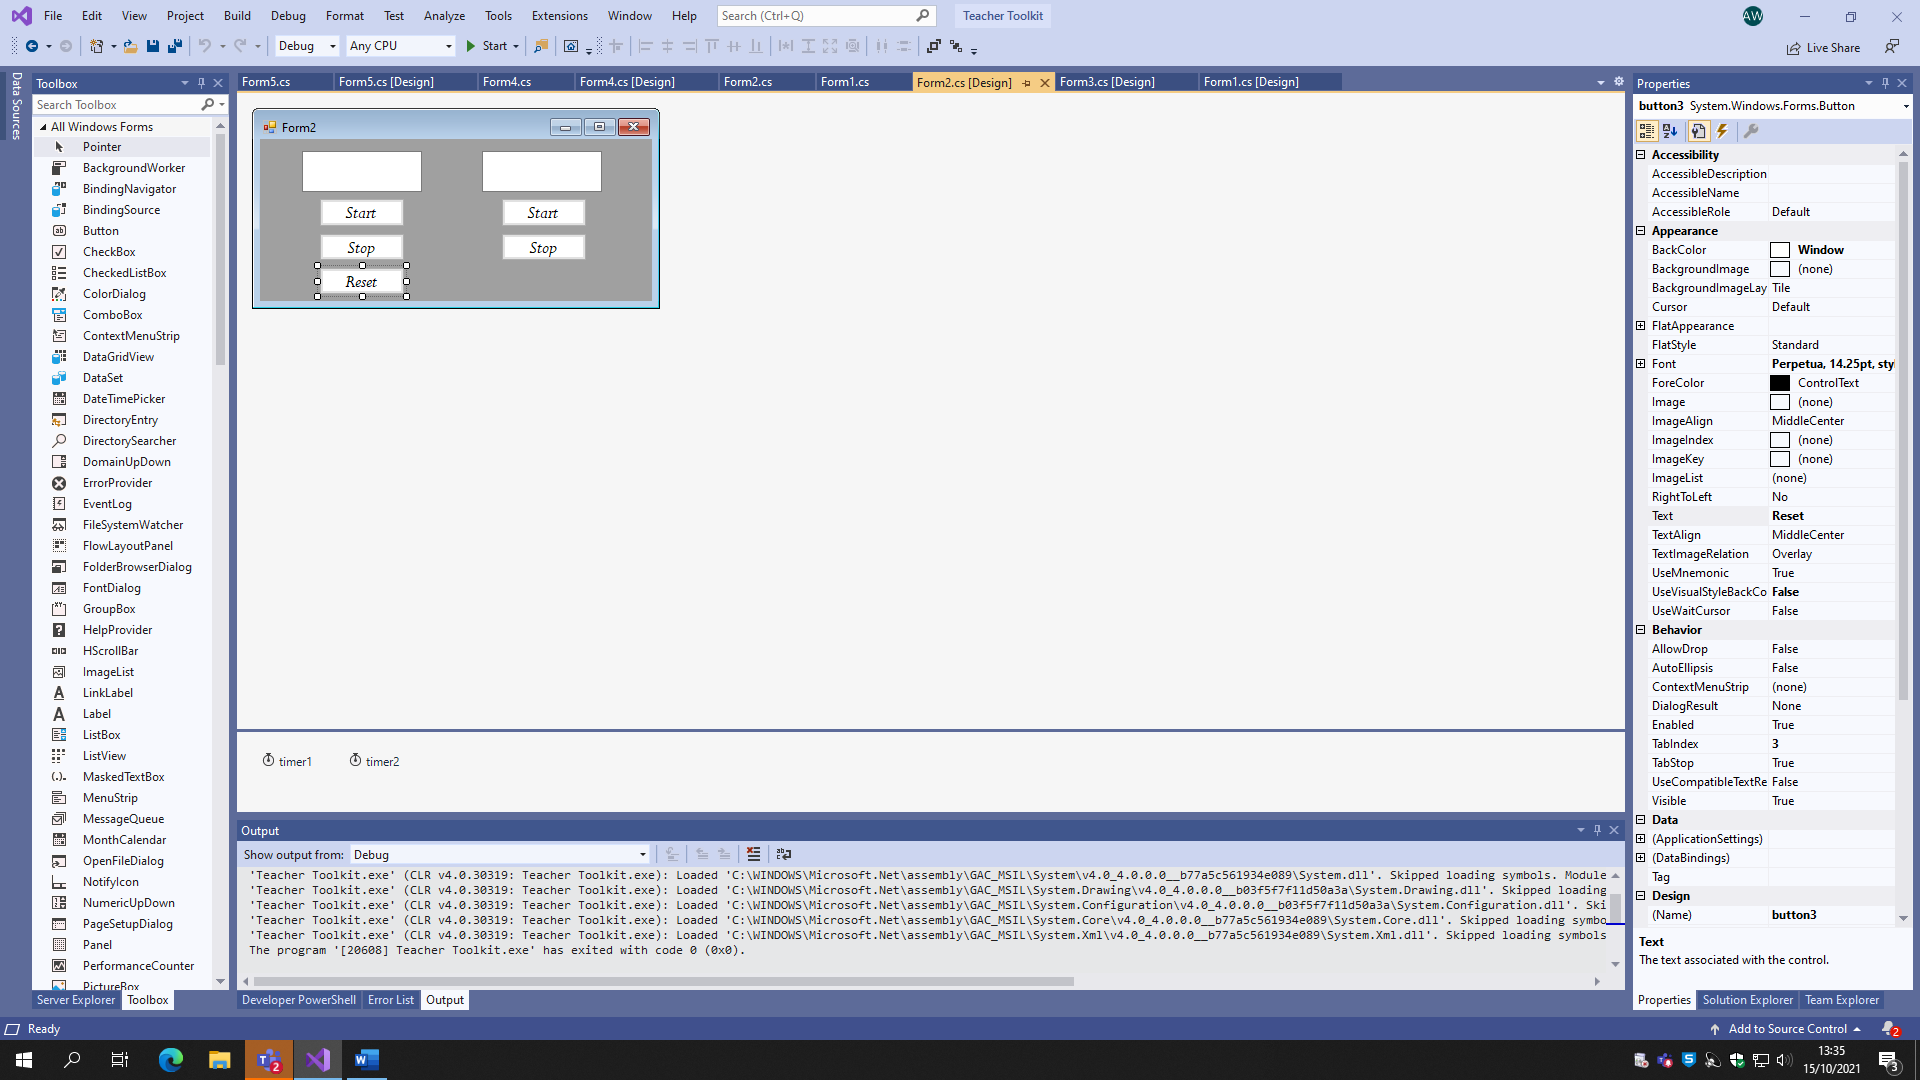 File Edit View Project Build Debug Format Test Analyze Tools Extensions Window Help Search (Ctrl+Q) Teacher Toolkit AW
Debug Any CPU Start Live Share
Data Sources
Toolbox
Search Toolbox
All Windows Forms
Pointer
BackgroundWorker
BindingNavigator
BindingSource
Button
CheckBox
CheckedListBox
ColorDialog
ComboBox
ContextMenuStrip
DataGridView
DataSet
DateTimePicker
DirectoryEntry
DirectorySearcher
DomainUpDown
ErrorProvider
EventLog
FileSystemWatcher
FlowLayoutPanel
FolderBrowserDialog
FontDialog
GroupBox
HelpProvider
HScrollBar
ImageList
LinkLabel
Label
ListBox
ListView
MaskedTextBox
MenuStrip
MessageQueue
MonthCalendar
OpenFileDialog
NotifyIcon
NumericUpDown
PageSetupDialog
Panel
PerformanceCounter
PictureBox
Server Explorer Toolbox
Form5.cs Form5.cs [Design] Form4.cs Form4.cs [Design] Form2.cs Form1.cs Form2.cs [Design] Form3.cs [Design] Form1.cs [Design]
Form2
Start Start
Stop Stop
Reset
timer1 timer2
Output
Show output from: Debug
'Teacher Toolkit.exe' (CLR v4.0.30319: Teacher Toolkit.exe): Loaded 'C:\WINDOWS\Microsoft.Net\assembly\GAC_MSIL\System\v4.0_4.0.0.0__b77a5c561934e089\System.dll'. Skipped loading symbols. Module
'Teacher Toolkit.exe' (CLR v4.0.30319: Teacher Toolkit.exe): Loaded 'C:\WINDOWS\Microsoft.Net\assembly\GAC_MSIL\System.Drawing\v4.0_4.0.0.0__b03f5f7f11d50a3a\System.Drawing.dll'. Skipped loading
'Teacher Toolkit.exe' (CLR v4.0.30319: Teacher Toolkit.exe): Loaded 'C:\WINDOWS\Microsoft.Net\assembly\GAC_MSIL\System.Configuration\v4.0_4.0.0.0__b03f5f7f11d50a3a\System.Configuration.dll'. Ski
'Teacher Toolkit.exe' (CLR v4.0.30319: Teacher Toolkit.exe): Loaded 'C:\WINDOWS\Microsoft.Net\assembly\GAC_MSIL\System.Core\v4.0_4.0.0.0__b77a5c561934e089\System.Core.dll'. Skipped loading symbo
'Teacher Toolkit.exe' (CLR v4.0.30319: Teacher Toolkit.exe): Loaded 'C:\WINDOWS\Microsoft.Net\assembly\GAC_MSIL\System.Xml\v4.0_4.0.0.0__b77a5c561934e089\System.Xml.dll'. Skipped loading symbols
The program '[20608] Teacher Toolkit.exe' has exited with code 0 (0x0).
Developer PowerShell Error List Output
Properties
button3 System.Windows.Forms.Button
Accessibility
AccessibleDescription
AccessibleName
AccessibleRole Default
Appearance
BackColor Window
BackgroundImage (none)
BackgroundImageLay Tile
Cursor Default
FlatAppearance
FlatStyle Standard
Font Perpetua, 14.25pt, styl
ForeColor ControlText
Image (none)
ImageAlign MiddleCenter
ImageIndex (none)
ImageKey (none)
ImageList (none)
RightToLeft No
Text Reset
TextAlign MiddleCenter
TextImageRelation Overlay
UseMnemonic True
UseVisualStyleBackCo False
UseWaitCursor False
Behavior
AllowDrop False
AutoEllipsis False
ContextMenuStrip (none)
DialogResult None
Enabled True
TabIndex 3
TabStop True
UseCompatibleTextRe False
Visible True
Data
(ApplicationSettings)
(DataBindings)
Tag
Design
(Name) button3
Text
The text associated with the control.
Properties Solution Explorer Team Explorer
Ready Add to Source Control 2
2 13:35
15/10/2021 3